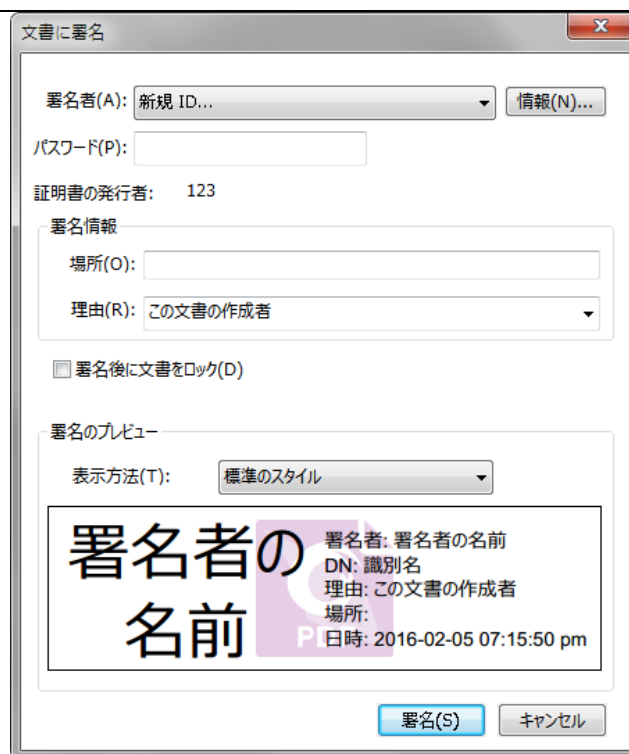 文書に署名
署名者(A): 新規 ID... 情報(N)...
パスワード(P):
証明書の発行者: 123
署名情報
場所(O):
理由(R): この文書の作成者
署名後に文書をロック(D)
署名のプレビュー
表示方法(T): 標準のスタイル
署名者の
名前
PDF
署名者: 署名者の名前
DN: 識別名
理由: この文書の作成者
場所:
日時: 2016-02-05 07:15:50 pm
署名(S) キャンセル